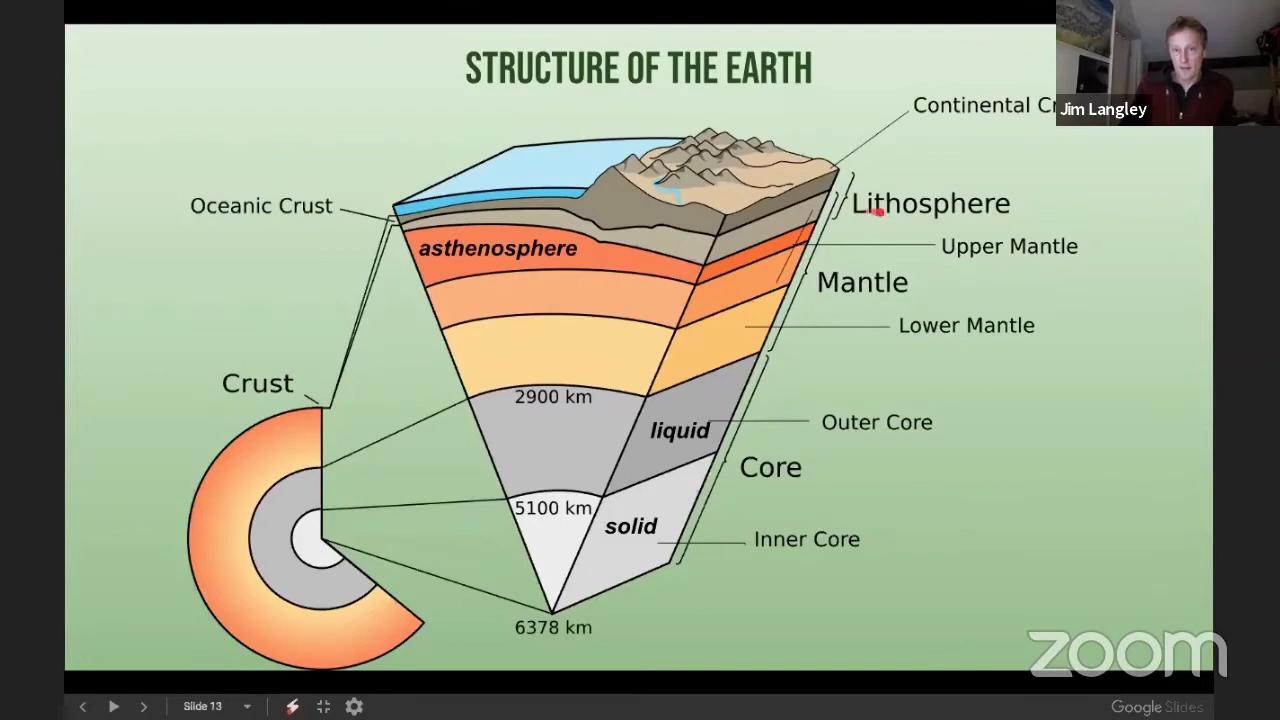 STRUCTURE OF THE EARTH
Continental
Jim Langley
Oceanic Crust
Lithosphere
asthenosphere
Upper Mantle
Mantle
Lower Mantle
Crust
2900 km
liquid
Outer Core
Core
5100 km
solid
Inner Core
6378 km
zoom
Slide 13
Google Slides